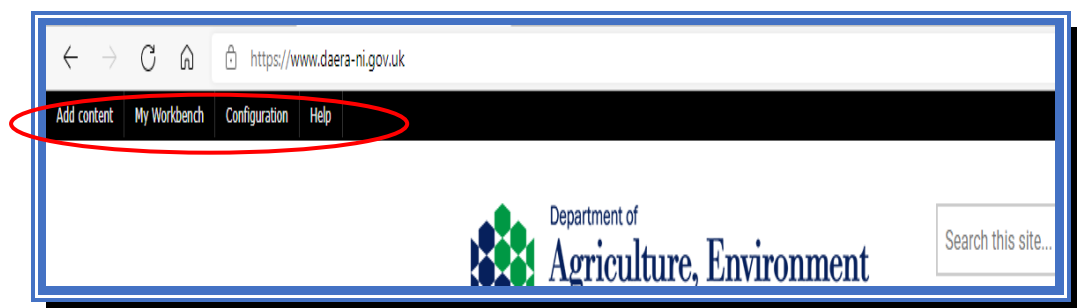 https://www.daera-ni.gov.uk
Add content My Workbench Configuration Help
Department of
Agriculture, Environment
Search this site...